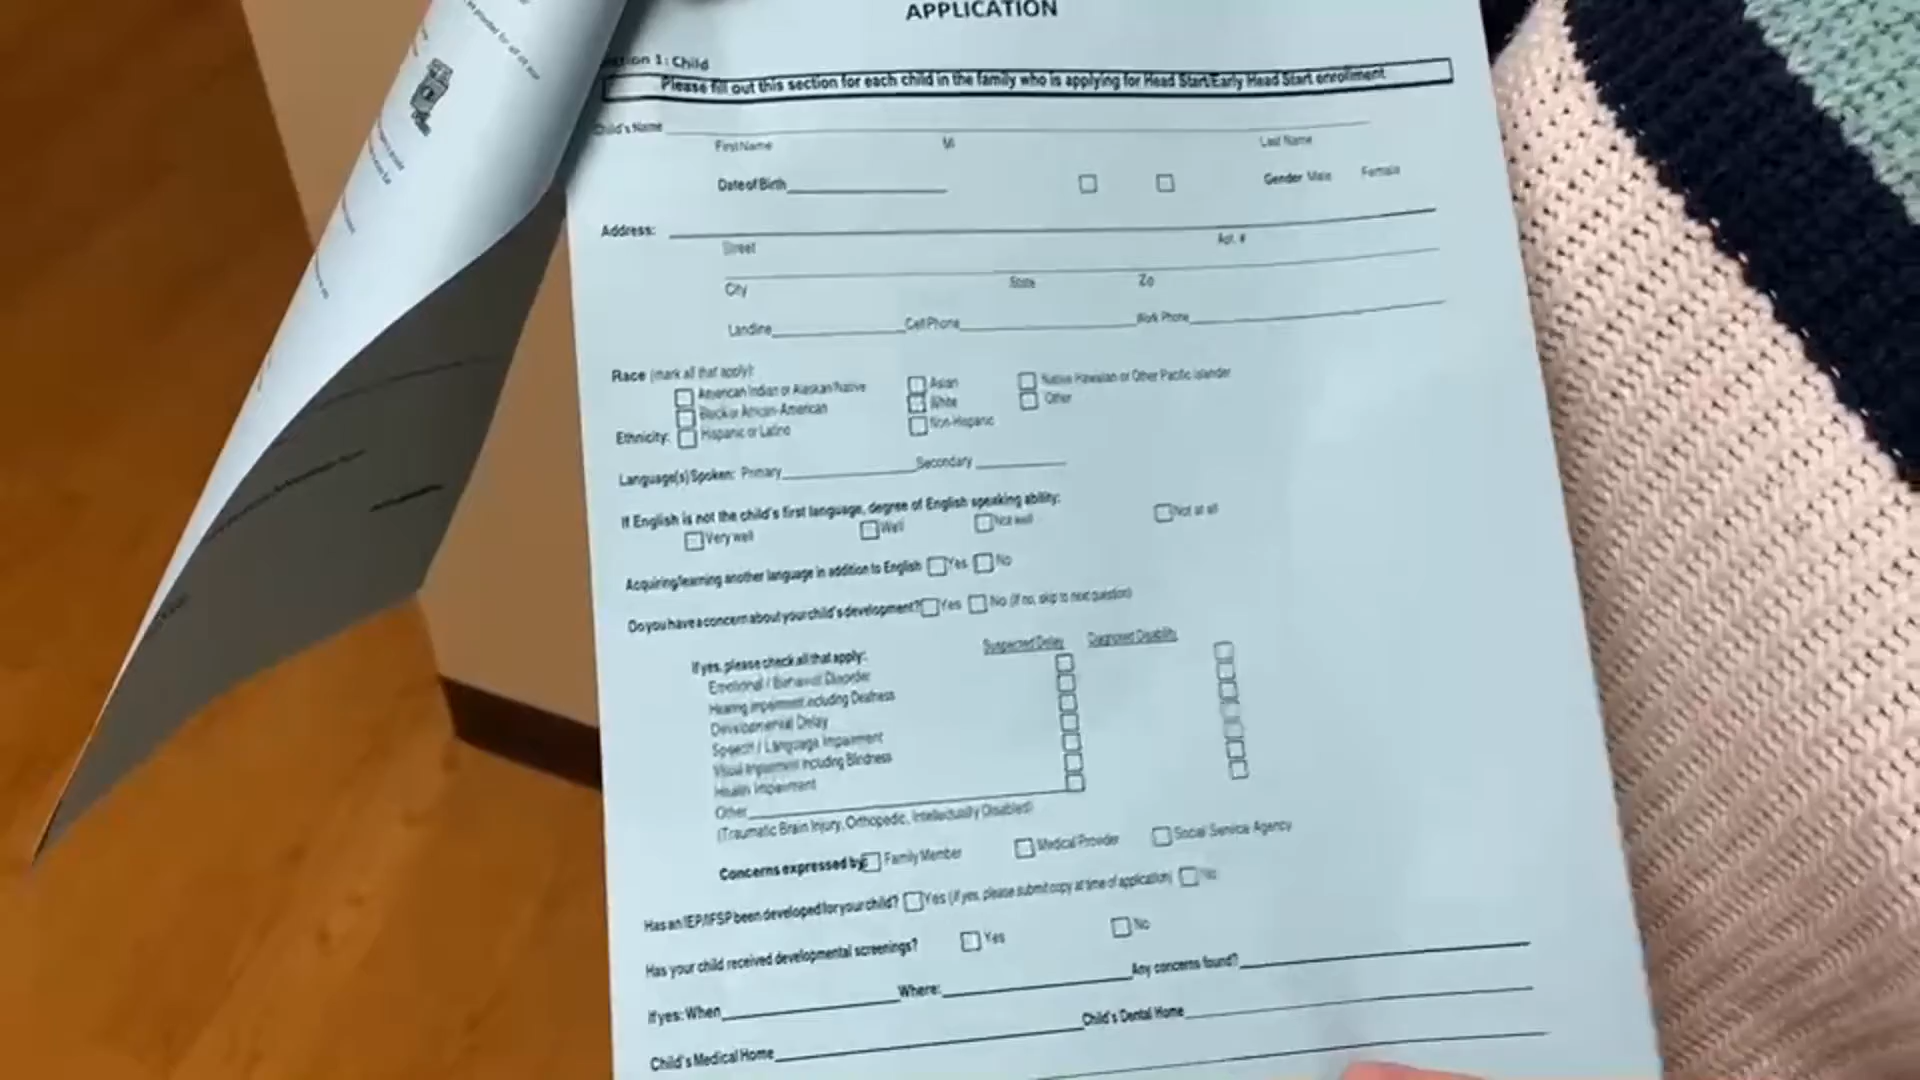 APPLICATION
tion 1: Child
Please fill out this section for each child in the family who is applying for Head Start/Early Head Start enrollment
Child's Name
First Name MI Last Name
Date of Birth Gender Male Female
Address:
Street Apt. #
City State Zip
Landline Cell Phone Work Phone
Race (mark all that apply):
American Indian or Alaskan Native Asian Native Hawaiian or Other Pacific Islander
Black or African-American White Other
Ethnicity: Hispanic or Latino Non-Hispanic
Language(s) Spoken: Primary Secondary
If English is not the child's first language, degree of English speaking ability:
Very well Well Not well Not at all
Acquiring/learning another language in addition to English Yes No
Do you have a concern about your child's development? Yes No (if no, skip to next question)
Suspected Delay Diagnosed Disability
If yes, please check all that apply:
Emotional / Behavior Disorder
Hearing Impairment including Deafness
Developmental Delay
Speech / Language Impairment
Visual Impairment including Blindness
Health Impairment
Other
(Traumatic Brain Injury, Orthopedic, Intellectually Disabled)
Concerns expressed by: Family Member Medical Provider Social Service Agency
Has an IEP/IFSP been developed for your child? Yes (if yes, please submit copy at time of application) No
Has your child received developmental screenings? Yes No
If yes: When Where: Any concerns found?
Child's Medical Home Child's Dental Home